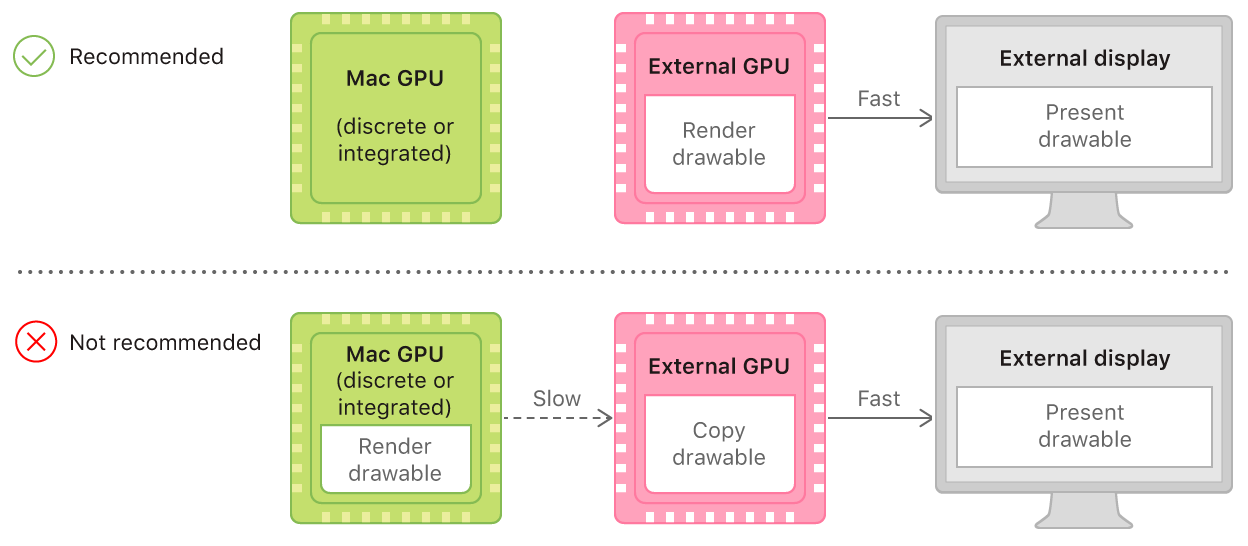 Recommended
Mac GPU
(discrete or
integrated)
External GPU
Render
drawable
Fast
External display
Present
drawable
Not recommended
Mac GPU
(discrete or
integrated)
Render
drawable
Slow
External GPU
Copy
drawable
Fast
External display
Present
drawable